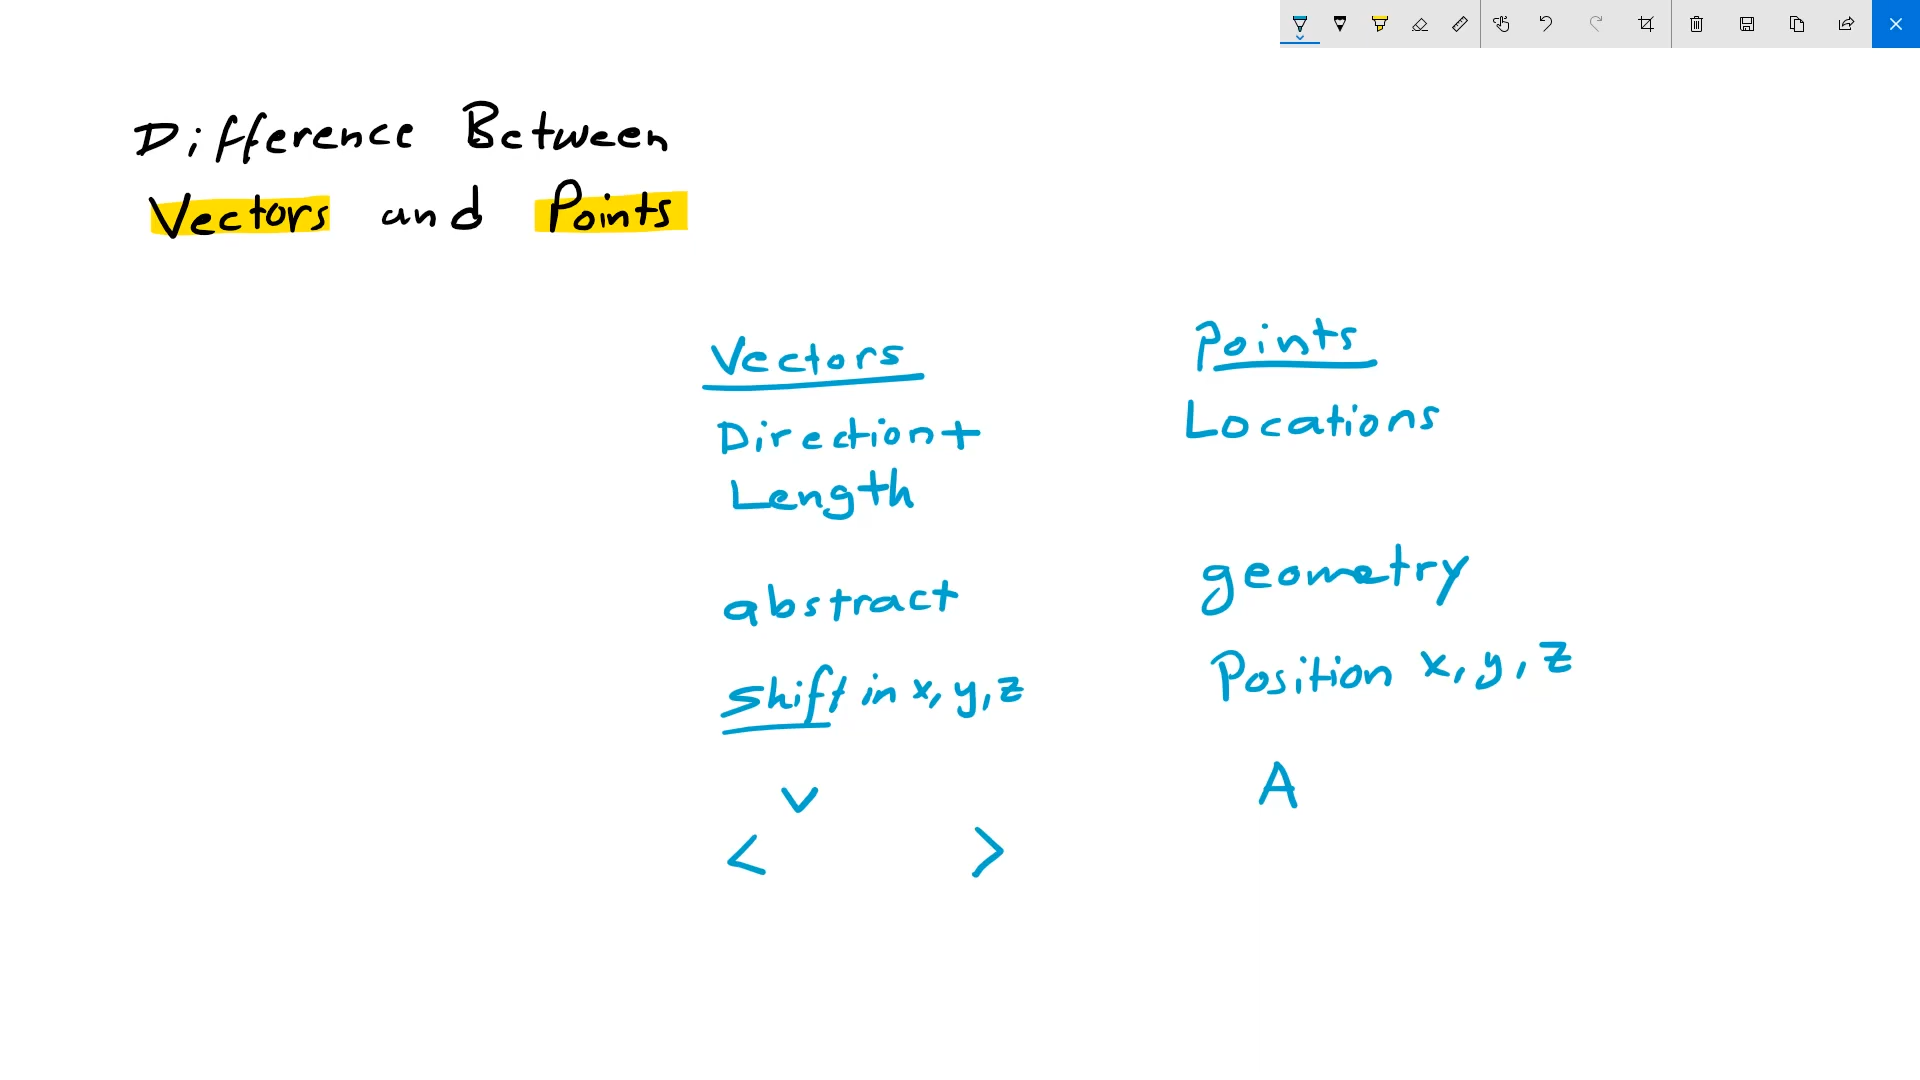 Difference Between
Vectors and Points
Vectors
Direction +
Length
abstract
shift in x, y, z
v
< >
Points
Locations
geometry
Position x, y, z
A